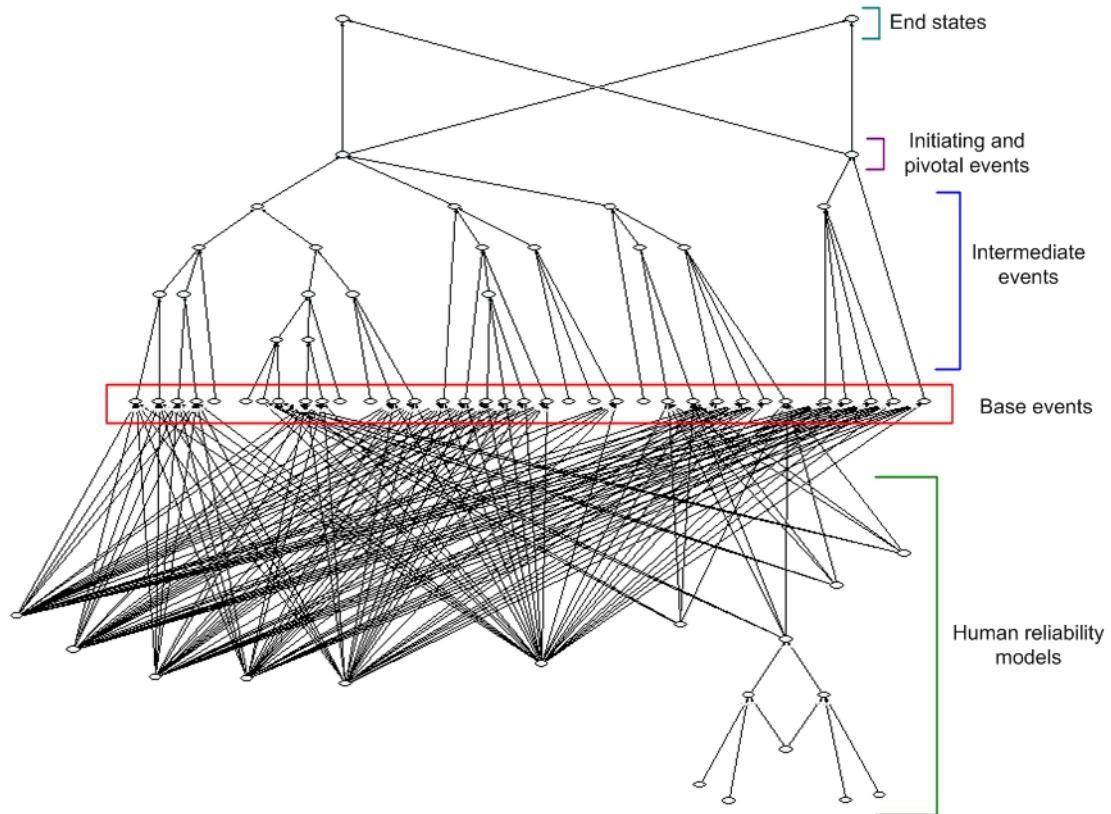 End states
Initiating and
pivotal events
Intermediate
events
Base events
Human reliability
models